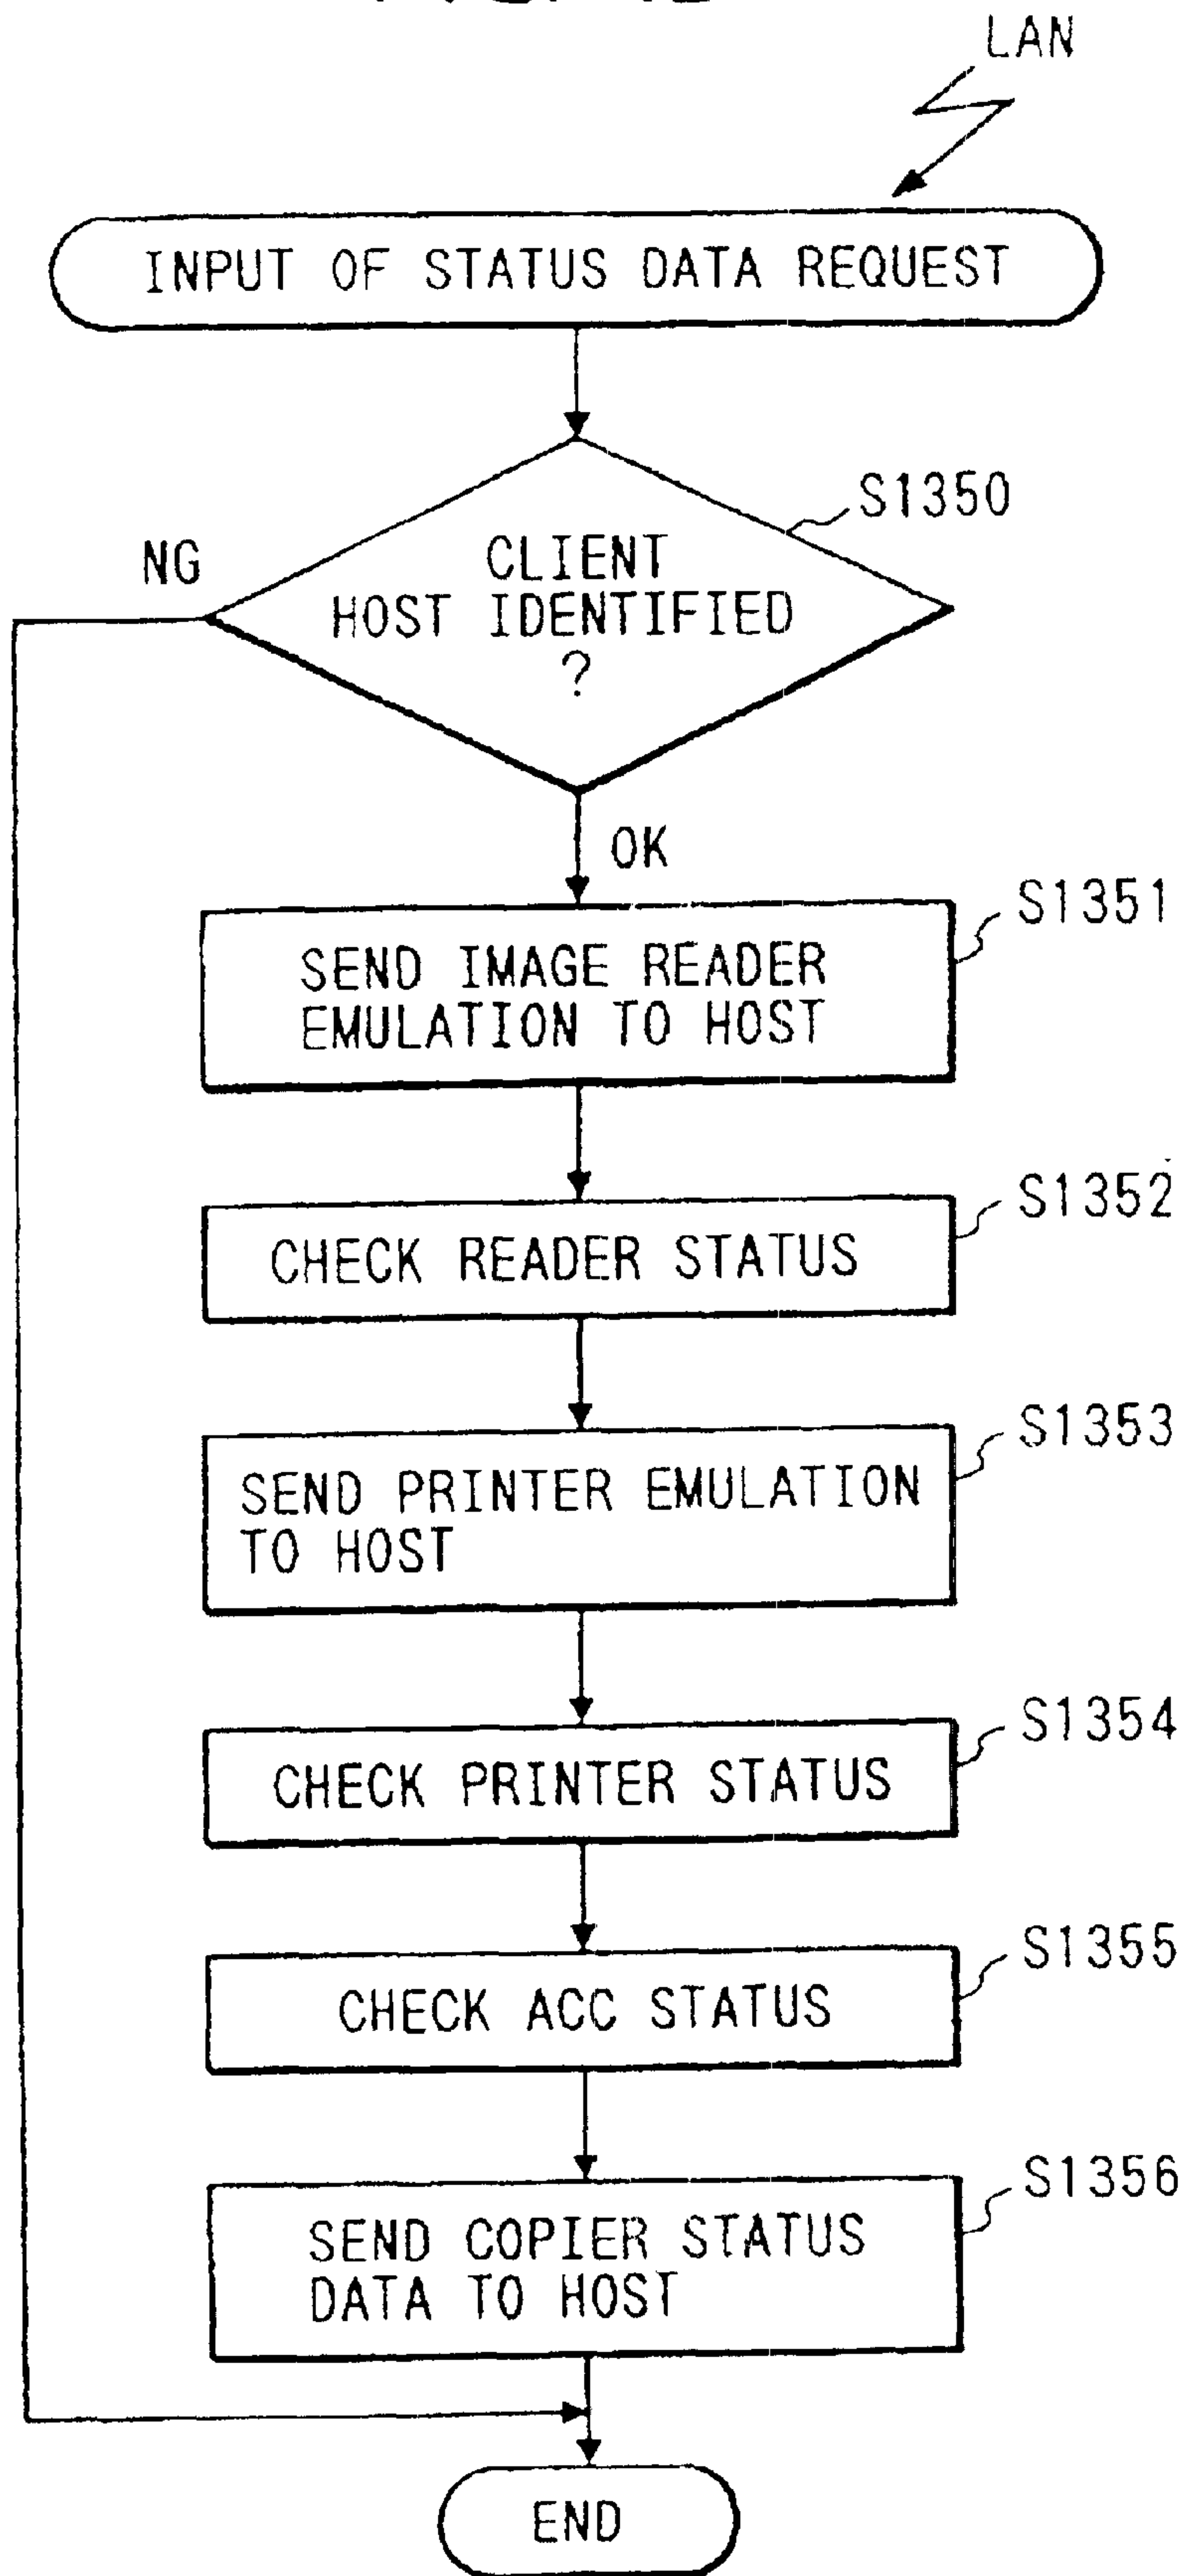 LAN
INPUT OF STATUS DATA REQUEST
S1350
NG
CLIENT
HOST IDENTIFIED
?
OK
S1351
SEND IMAGE READER
EMULATION TO HOST
S1352
CHECK READER STATUS
S1353
SEND PRINTER EMULATION
TO HOST
S1354
CHECK PRINTER STATUS
S1355
CHECK ACC STATUS
S1356
SEND COPIER STATUS
DATA TO HOST
END